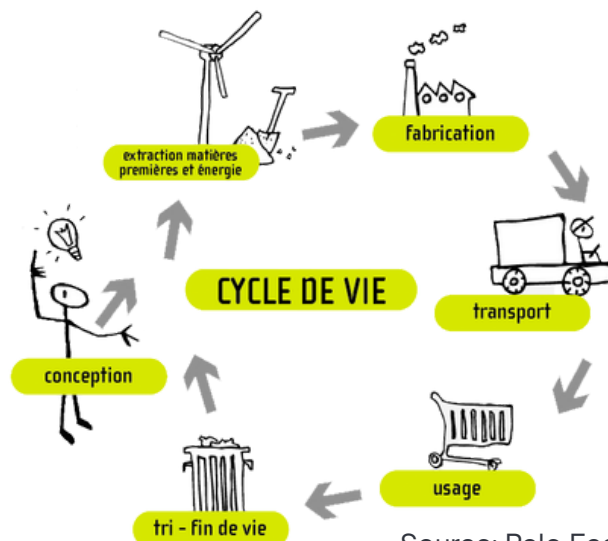 extraction matières
premières et énergie
fabrication
CYCLE DE VIE
transport
conception
usage
tri - fin de vie